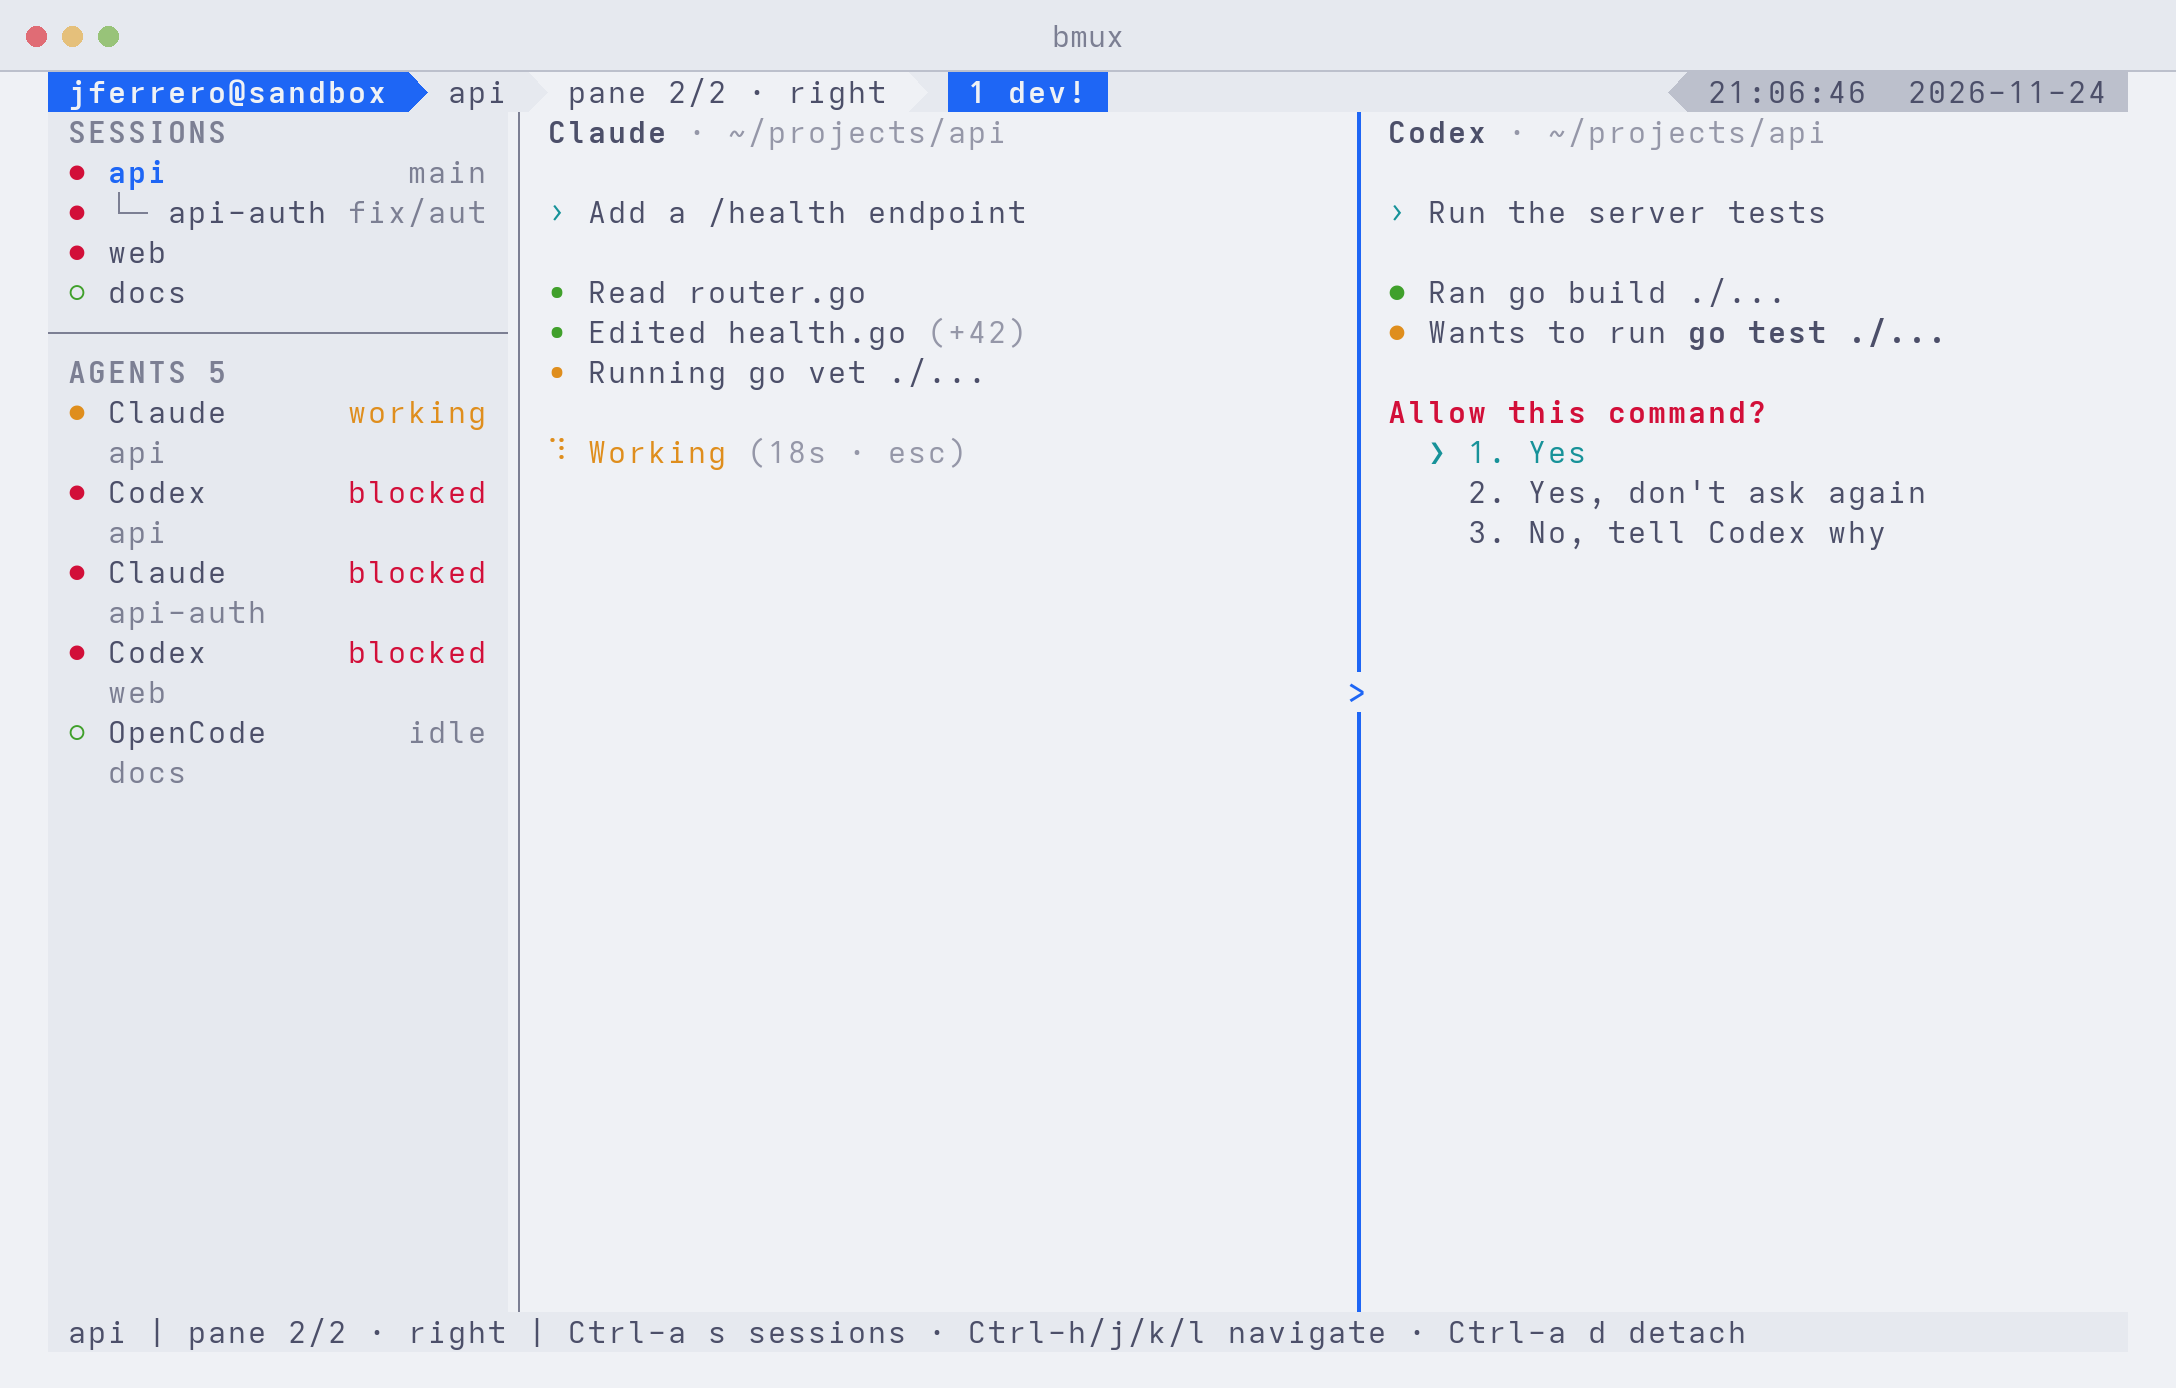 bmux
jferrero@sandbox api pane 2/2 · right 1 dev! 21:06:46 2026-11-24
SESSIONS
● api main
● └─ api-auth fix/aut
● web
○ docs
AGENTS 5
● Claude working
api
● Codex blocked
api
● Claude blocked
api-auth
● Codex blocked
web
○ OpenCode idle
docs
Claude · ~/projects/api
› Add a /health endpoint
• Read router.go
• Edited health.go (+42)
• Running go vet ./...
⠹ Working (18s · esc)
>
Codex · ~/projects/api
› Run the server tests
● Ran go build ./...
● Wants to run go test ./...
Allow this command?
❯ 1. Yes
2. Yes, don't ask again
3. No, tell Codex why
api | pane 2/2 · right | Ctrl-a s sessions · Ctrl-h/j/k/l navigate · Ctrl-a d detach